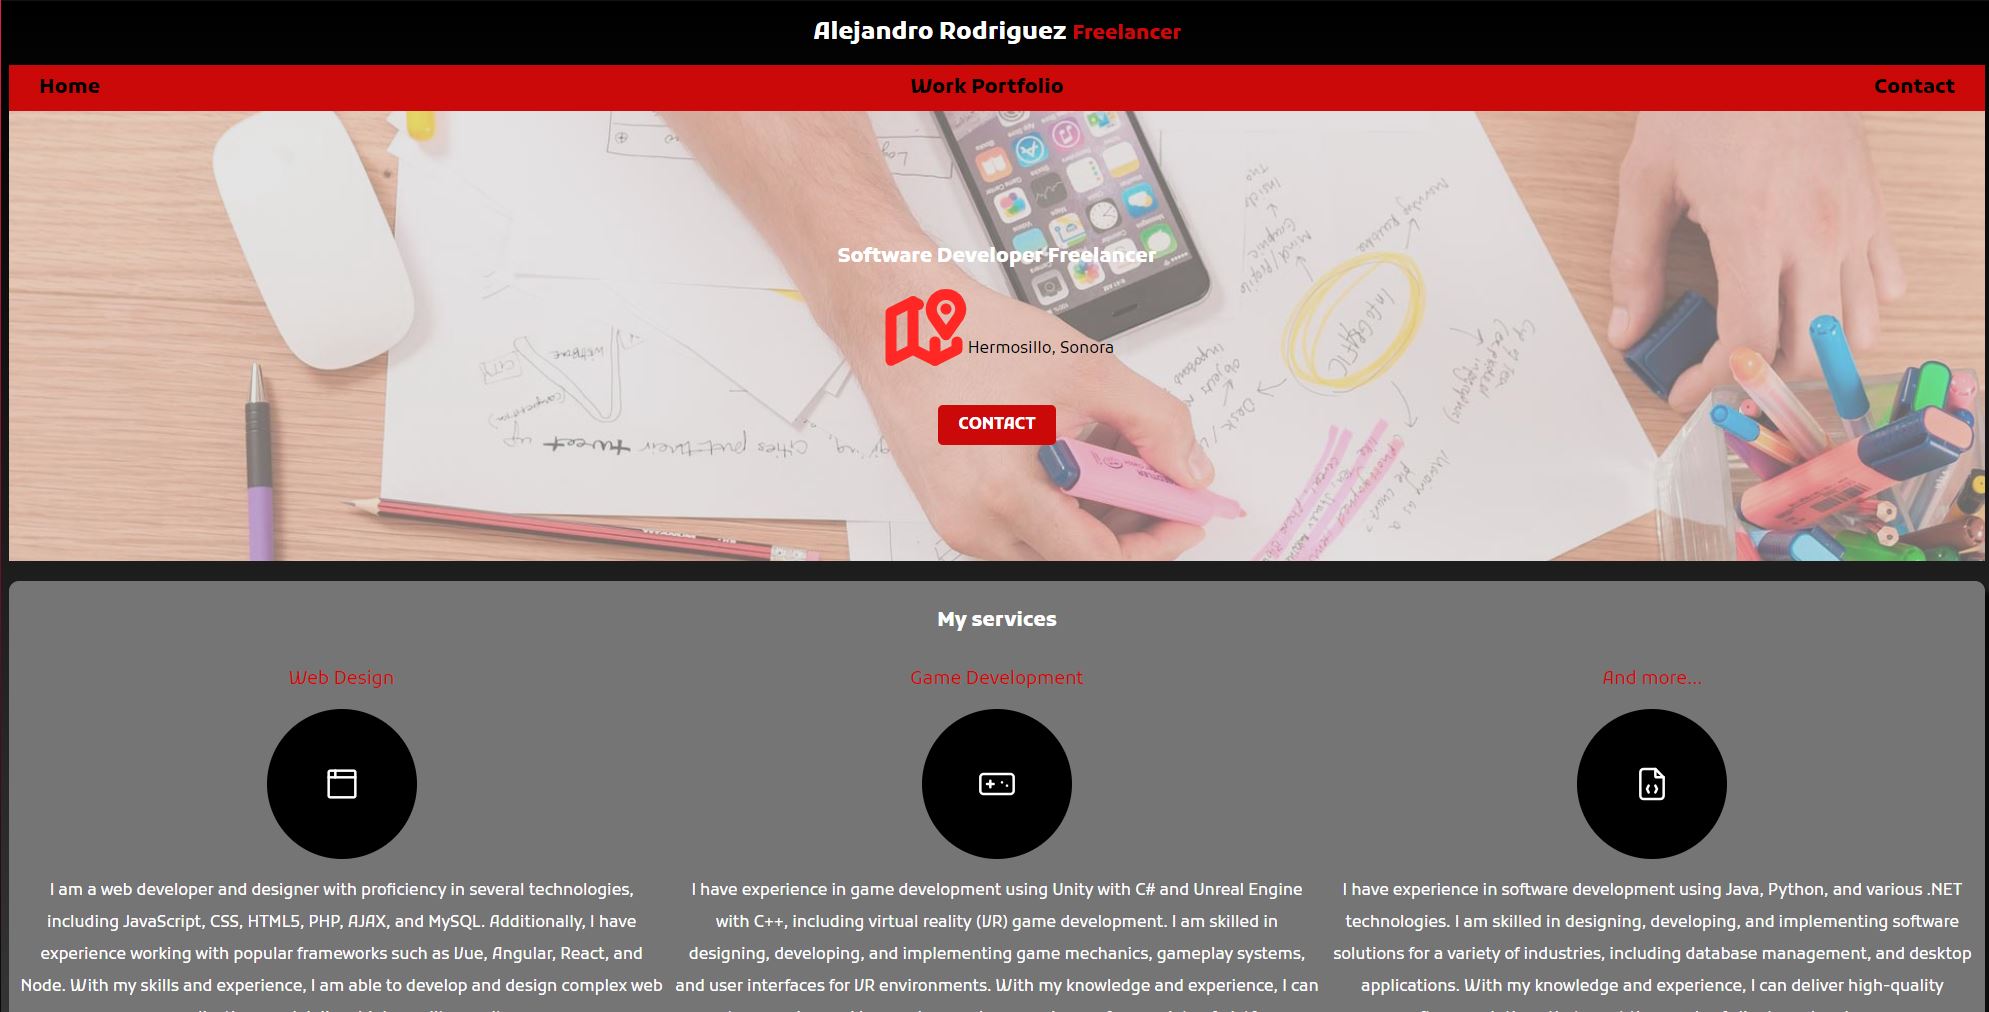 Alejandro Rodriguez Freelancer
Home Work Portfolio Contact
Software Developer Freelancer
Hermosillo, Sonora
CONTACT
My services
Web Design
Game Development
And more...
I am a web developer and designer with proficiency in several technologies,
including JavaScript, CSS, HTML5, PHP, AJAX, and MySQL. Additionally, I have
experience working with popular frameworks such as Vue, Angular, React, and
Node. With my skills and experience, I am able to develop and design complex web
I have experience in game development using Unity with C# and Unreal Engine
with C++, including virtual reality (VR) game development. I am skilled in
designing, developing, and implementing game mechanics, gameplay systems,
and user interfaces for VR environments. With my knowledge and experience, I can
I have experience in software development using Java, Python, and various .NET
technologies. I am skilled in designing, developing, and implementing software
solutions for a variety of industries, including database management, and desktop
applications. With my knowledge and experience, I can deliver high-quality